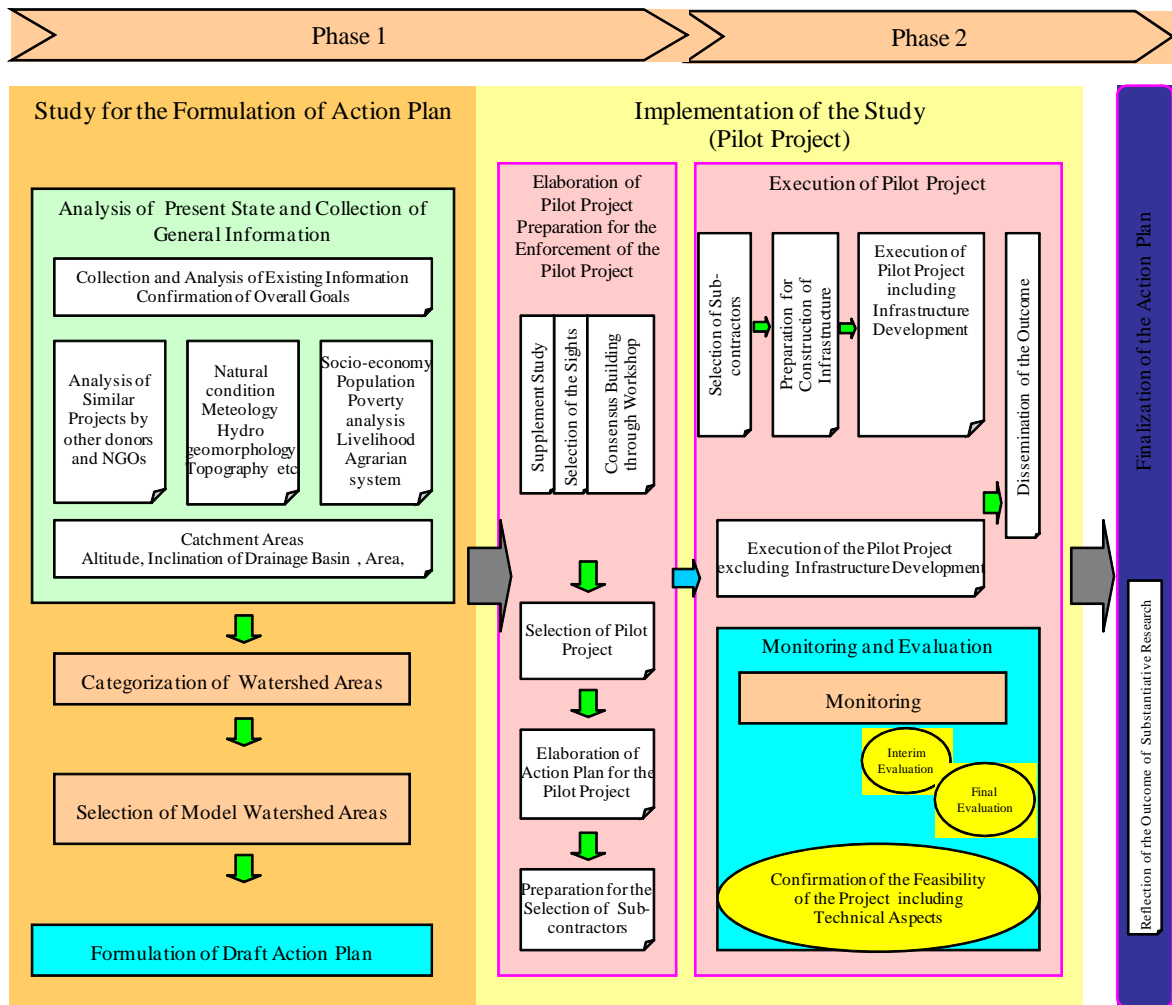 Phase 1
Phase 2
Study for the Formulation of Action Plan
Analysis of Present State and Collection of
General Information
Collection and Analysis of Existing Information
Confirmation of Overall Goals
Analysis of
Similar
Projects by
other donors
and NGOs
Natural
condition
Meteology
Hydro
geomorphology
Topography etc
Socio-economy
Population
Poverty
analysis
Livelihood
Agrarian
system
Catchment Areas
Altitude, Inclination of Drainage Basin , Area,
Categorization of Watershed Areas
Selection of Model Watershed Areas
Formulation of Draft Action Plan
Implementation of the Study
(Pilot Project)
Elaboration of
Pilot Project
Preparation for the
Enforcement of the
Pilot Project
Supplement Study
Selection of the Sights
Consensus Building
through Workshop
Selection of Pilot
Project
Elaboration of
Action Plan for the
Pilot Project
Preparation for the
Selection of Sub-
contractors
Execution of Pilot Project
Selection of Sub-
contractors
Preparation for
Construction of
Infrastructure
Execution of
Pilot Project
including
Infrastructure
Development
Dissemination of the Outcome
Execution of the Pilot Project
excluding Infrastructure Development
Monitoring and Evaluation
Monitoring
Interim
Evaluation
Final
Evaluation
Confirmation of the Feasibility
of the Project including
Technical Aspects
Finalization of the Action Plan
Reflection of rhe Outcome of Substantive Research